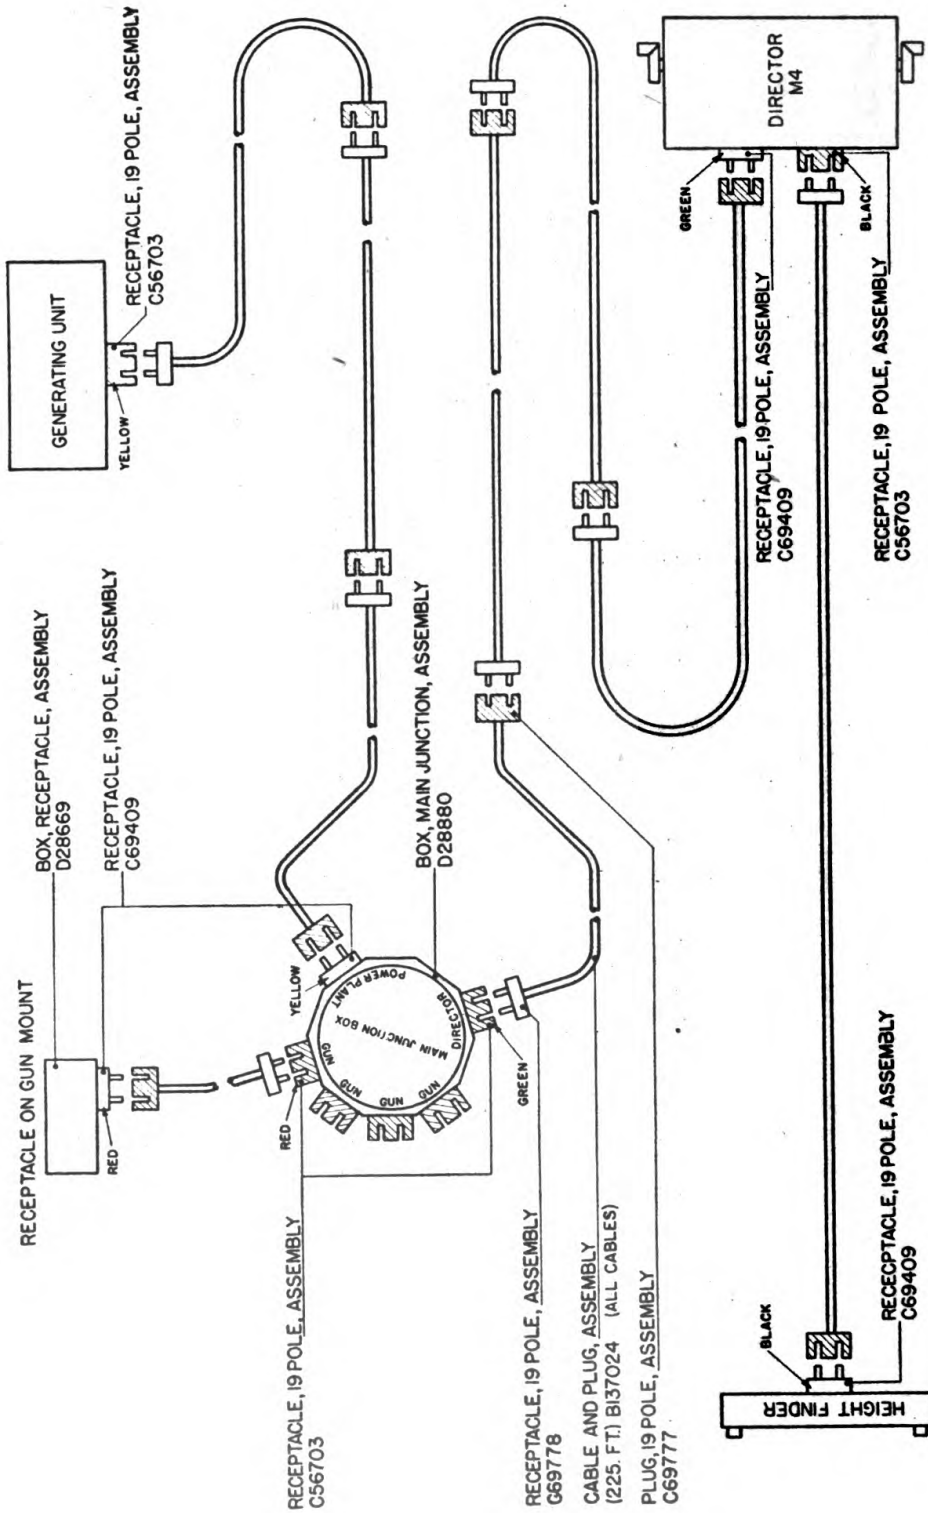 RECEPTACLE ON GUN MOUNT
BOX, RECEPTACLE, ASSEMBLY
D28669
RECEPTACLE, 19 POLE, ASSEMBLY
C69409
RED
GENERATING UNIT
YELLOW
RECEPTACLE, 19 POLE, ASSEMBLY
C56703
YELLOW
RED
GUN
GUN
GUN
GUN
POWER PLANT
DIRECTOR
MAIN JUNCTION BOX
GREEN
BOX, MAIN JUNCTION, ASSEMBLY
D28880
RECEPTACLE, 19 POLE, ASSEMBLY
C56703
RECEPTACLE, 19 POLE, ASSEMBLY
G69778
CABLE AND PLUG, ASSEMBLY
(225. FT.) B137024 (ALL CABLES)
PLUG, 19 POLE, ASSEMBLY
C69777
DIRECTOR
M4
GREEN
BLACK
RECEPTACLE, 19 POLE, ASSEMBLY
C69409
RECEPTACLE, 19 POLE, ASSEMBLY
C56703
BLACK
HEIGHT FINDER
RECECPTACLE, 19 POLE, ASSEMBLY
C69409